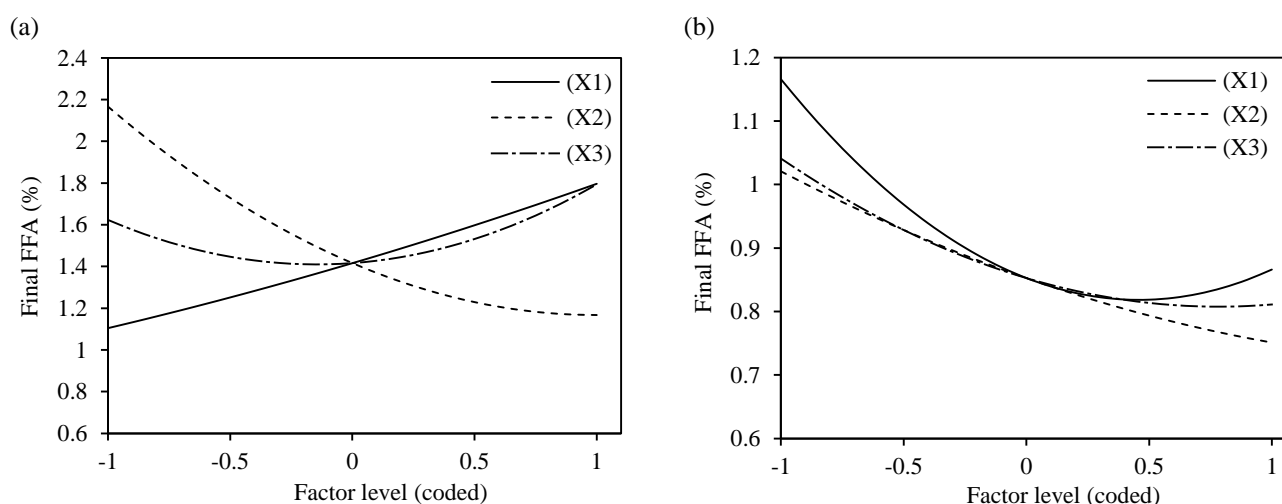 (a)
2.4
2.2
2
1.8
1.6
1.4
1.2
1
0.8
0.6
-1
-0.5
0
0.5
1
Final FFA (%)
Factor level (coded)
(X1)
(X2)
(X3)
(b)
1.2
1.1
1
0.9
0.8
0.7
0.6
-1
-0.5
0
0.5
1
Final FFA (%)
Factor level (coded)
(X1)
(X2)
(X3)